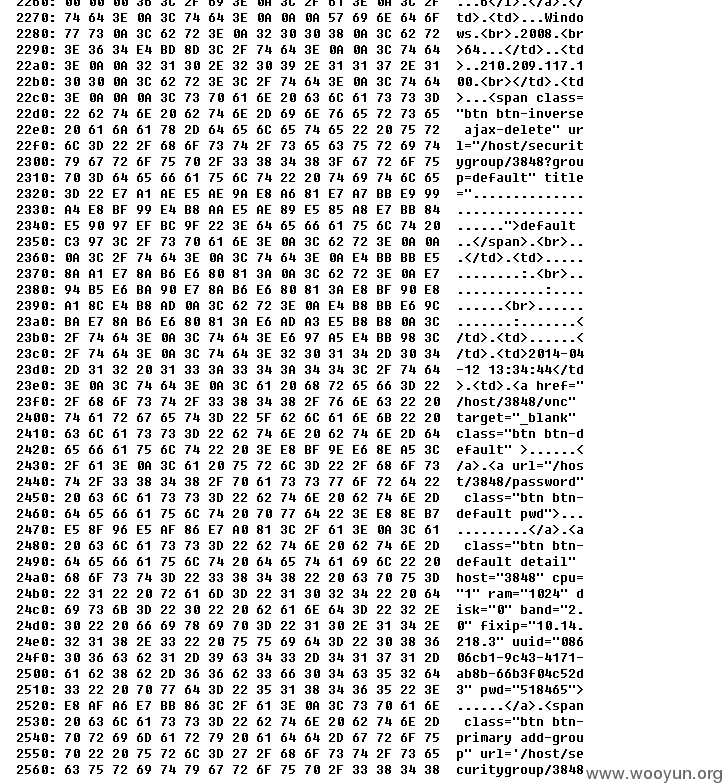 2270: 74 64 3E 0A 3C 74 64 3E 0A 0A 0A 57 69 6E 64 6F td>.<td>...Windo
2280: 77 73 0A 3C 62 72 3E 0A 32 30 30 38 0A 3C 62 72 ws.<br>.2008.<br
2290: 3E 36 34 E4 BD 8D 3C 2F 74 64 3E 0A 0A 3C 74 64 >64...</td>..<td
22a0: 3E 0A 0A 32 31 30 2E 32 30 39 2E 31 31 37 2E 31 >..210.209.117.1
22b0: 30 30 0A 3C 62 72 3E 3C 2F 74 64 3E 0A 3C 74 64 00.<br></td>.<td
22c0: 3E 0A 0A 0A 3C 73 70 61 6E 20 63 6C 61 73 73 3D >...<span class=
22d0: 22 62 74 6E 20 62 74 6E 2D 69 6E 76 65 72 73 65 "btn btn-inverse
22e0: 20 61 6A 61 78 2D 64 65 6C 65 74 65 22 20 75 72 ajax-delete" ur
22f0: 6C 3D 22 2F 68 6F 73 74 2F 73 65 63 75 72 69 74 l="/host/securit
2300: 79 67 72 6F 75 70 2F 33 38 34 38 3F 67 72 6F 75 ygroup/3848?grou
2310: 70 3D 64 65 66 61 75 6C 74 22 20 74 69 74 6C 65 p=default" title
2320: 3D 22 E7 A1 AE E5 AE 9A E8 A6 81 E7 A7 BB E9 99 ="..............
2330: A4 E8 BF 99 E4 B8 AA E5 AE 89 E5 85 A8 E7 BB 84 ................
2340: E5 90 97 EF BC 9F 22 3E 64 65 66 61 75 6C 74 20 ......">default
2350: C3 97 3C 2F 73 70 61 6E 3E 0A 3C 62 72 3E 0A 0A ..</span>.<br>..
2360: 0A 3C 2F 74 64 3E 0A 3C 74 64 3E 0A E4 BB BB E5 .</td>.<td>.....
2370: 8A A1 E7 8A B6 E6 80 81 3A 0A 3C 62 72 3E 0A E7 ........:.<br>..
2380: 94 B5 E6 BA 90 E7 8A B6 E6 80 81 3A E8 BF 90 E8 ...........:....
2390: A1 8C E4 B8 AD 0A 3C 62 72 3E 0A E4 B8 BB E6 9C ......<br>......
23a0: BA E7 8A B6 E6 80 81 3A E6 AD A3 E5 B8 B8 0A 3C .......:.......<
23b0: 2F 74 64 3E 0A 3C 74 64 3E E6 97 A5 E4 BB 98 3C /td>.<td>......<
23c0: 2F 74 64 3E 0A 3C 74 64 3E 32 30 31 34 2D 30 34 /td>.<td>2014-04
23d0: 2D 31 32 20 31 33 3A 33 34 3A 34 34 3C 2F 74 64 -12 13:34:44</td
23e0: 3E 0A 3C 74 64 3E 0A 3C 61 20 68 72 65 66 3D 22 >.<td>.<a href="
23f0: 2F 68 6F 73 74 2F 33 38 34 38 2F 76 6E 63 22 20 /host/3848/vnc"
2400: 74 61 72 67 65 74 3D 22 5F 62 6C 61 6E 6B 22 20 target="_blank"
2410: 63 6C 61 73 73 3D 22 62 74 6E 20 62 74 6E 2D 64 class="btn btn-d
2420: 65 66 61 75 6C 74 22 20 3E E8 BF 9E E6 8E A5 3C efault" >......<
2430: 2F 61 3E 0A 3C 61 20 75 72 6C 3D 22 2F 68 6F 73 /a>.<a url="/hos
2440: 74 2F 33 38 34 38 2F 70 61 73 73 77 6F 72 64 22 t/3848/password"
2450: 20 63 6C 61 73 73 3D 22 62 74 6E 20 62 74 6E 2D class="btn btn-
2460: 64 65 66 61 75 6C 74 20 70 77 64 22 3E E8 8E B7 default pwd">...
2470: E5 8F 96 E5 AF 86 E7 A0 81 3C 2F 61 3E 0A 3C 61 .........</a>.<a
2480: 20 63 6C 61 73 73 3D 22 62 74 6E 20 62 74 6E 2D class="btn btn-
2490: 64 65 66 61 75 6C 74 20 64 65 74 61 69 6C 22 20 default detail"
24a0: 68 6F 73 74 3D 22 33 38 34 38 22 20 63 70 75 3D host="3848" cpu=
24b0: 22 31 22 20 72 61 6D 3D 22 31 30 32 34 22 20 64 "1" ram="1024" d
24c0: 69 73 6B 3D 22 30 22 20 62 61 6E 64 3D 22 32 2E isk="0" band="2.
24d0: 30 22 20 66 69 78 69 70 3D 22 31 30 2E 31 34 2E 0" fixip="10.14.
24e0: 32 31 38 2E 33 22 20 75 75 69 64 3D 22 30 38 36 218.3" uuid="086
24f0: 30 36 63 62 31 2D 39 63 34 33 2D 34 31 37 31 2D 06cb1-9c43-4171-
2500: 61 62 38 62 2D 36 36 62 33 66 30 34 63 35 32 64 ab8b-66b3f04c52d
2510: 33 22 20 70 77 64 3D 22 35 31 38 34 36 35 22 3E 3" pwd="518465">
2520: E8 AF A6 E7 BB 86 3C 2F 61 3E 0A 3C 73 70 61 6E ......</a>.<span
2530: 20 63 6C 61 73 73 3D 22 62 74 6E 20 62 74 6E 2D class="btn btn-
2540: 70 72 69 6D 61 72 79 20 61 64 64 2D 67 72 6F 75 primary add-grou
2550: 70 22 20 75 72 6C 3D 27 2F 68 6F 73 74 2F 73 65 p" url='/host/se
2560: 63 75 72 69 74 79 67 72 6F 75 70 2F 33 38 34 38 curitygroup/3848
www.wooyun.org